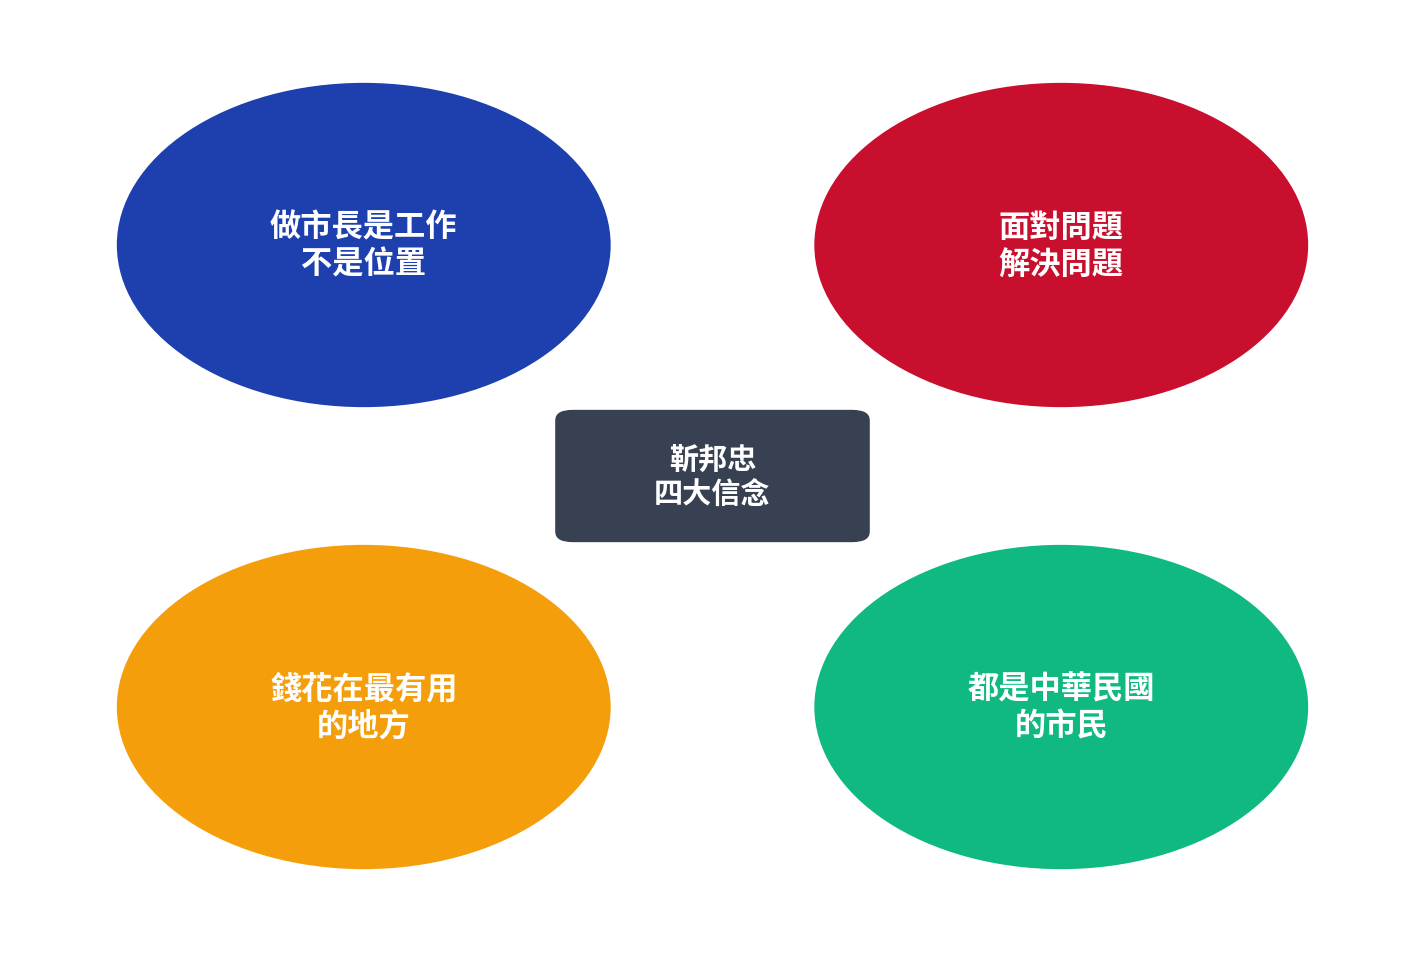 做市長是工作
不是位置
面對問題
解決問題
靳邦忠
四大信念
錢花在最有用
的地方
都是中華民國
的市民